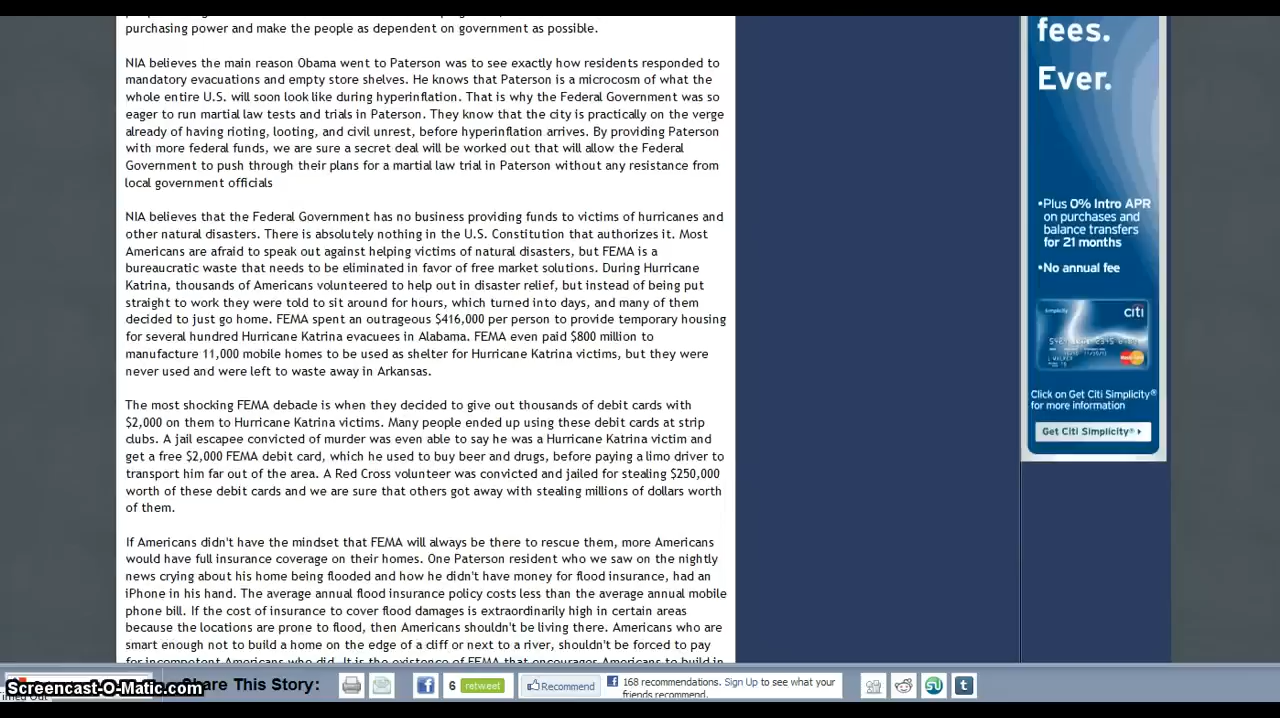 purchasing power and make the people as dependent on government as possible.
NIA believes the main reason Obama went to Paterson was to see exactly how residents responded to
mandatory evacuations and empty store shelves. He knows that Paterson is a microcosm of what the
whole entire U.S. will soon look like during hyperinflation. That is why the Federal Government was so
eager to run martial law tests and trials in Paterson. They know that the city is practically on the verge
already of having rioting, looting, and civil unrest, before hyperinflation arrives. By providing Paterson
with more federal funds, we are sure a secret deal will be worked out that will allow the Federal
Government to push through their plans for a martial law trial in Paterson without any resistance from
local government officials
NIA believes that the Federal Government has no business providing funds to victims of hurricanes and
other natural disasters. There is absolutely nothing in the U.S. Constitution that authorizes it. Most
Americans are afraid to speak out against helping victims of natural disasters, but FEMA is a
bureaucratic waste that needs to be eliminated in favor of free market solutions. During Hurricane
Katrina, thousands of Americans volunteered to help out in disaster relief, but instead of being put
straight to work they were told to sit around for hours, which turned into days, and many of them
decided to just go home. FEMA spent an outrageous $416,000 per person to provide temporary housing
for several hundred Hurricane Katrina evacuees in Alabama. FEMA even paid $800 million to
manufacture 11,000 mobile homes to be used as shelter for Hurricane Katrina victims, but they were
never used and were left to waste away in Arkansas.
The most shocking FEMA debacle is when they decided to give out thousands of debit cards with
$2,000 on them to Hurricane Katrina victims. Many people ended up using these debit cards at strip
clubs. A jail escapee convicted of murder was even able to say he was a Hurricane Katrina victim and
get a free $2,000 FEMA debit card, which he used to buy beer and drugs, before paying a limo driver to
transport him far out of the area. A Red Cross volunteer was convicted and jailed for stealing $250,000
worth of these debit cards and we are sure that others got away with stealing millions of dollars worth
of them.
If Americans didn't have the mindset that FEMA will always be there to rescue them, more Americans
would have full insurance coverage on their homes. One Paterson resident who we saw on the nightly
news crying about his home being flooded and how he didn't have money for flood insurance, had an
iPhone in his hand. The average annual flood insurance policy costs less than the average annual mobile
phone bill. If the cost of insurance to cover flood damages is extraordinarily high in certain areas
because the locations are prone to flood, then Americans shouldn't be living there. Americans who are
smart enough not to build a home on the edge of a cliff or next to a river, shouldn't be forced to pay
for incompetent Americans who did. It is the existence of FEMA that encourages Americans to build in
fees.
Ever.
•Plus 0% Intro APR
on purchases and
balance transfers
for 21 months
•No annual fee
simplicity
citi
MasterCard
Click on Get Citi Simplicity®
for more information
Get Citi Simplicity®
Screencast-O-Matic.com
Share This Story:
6 retweet
Recommend
168 recommendations. Sign Up to see what your
friends recommend.